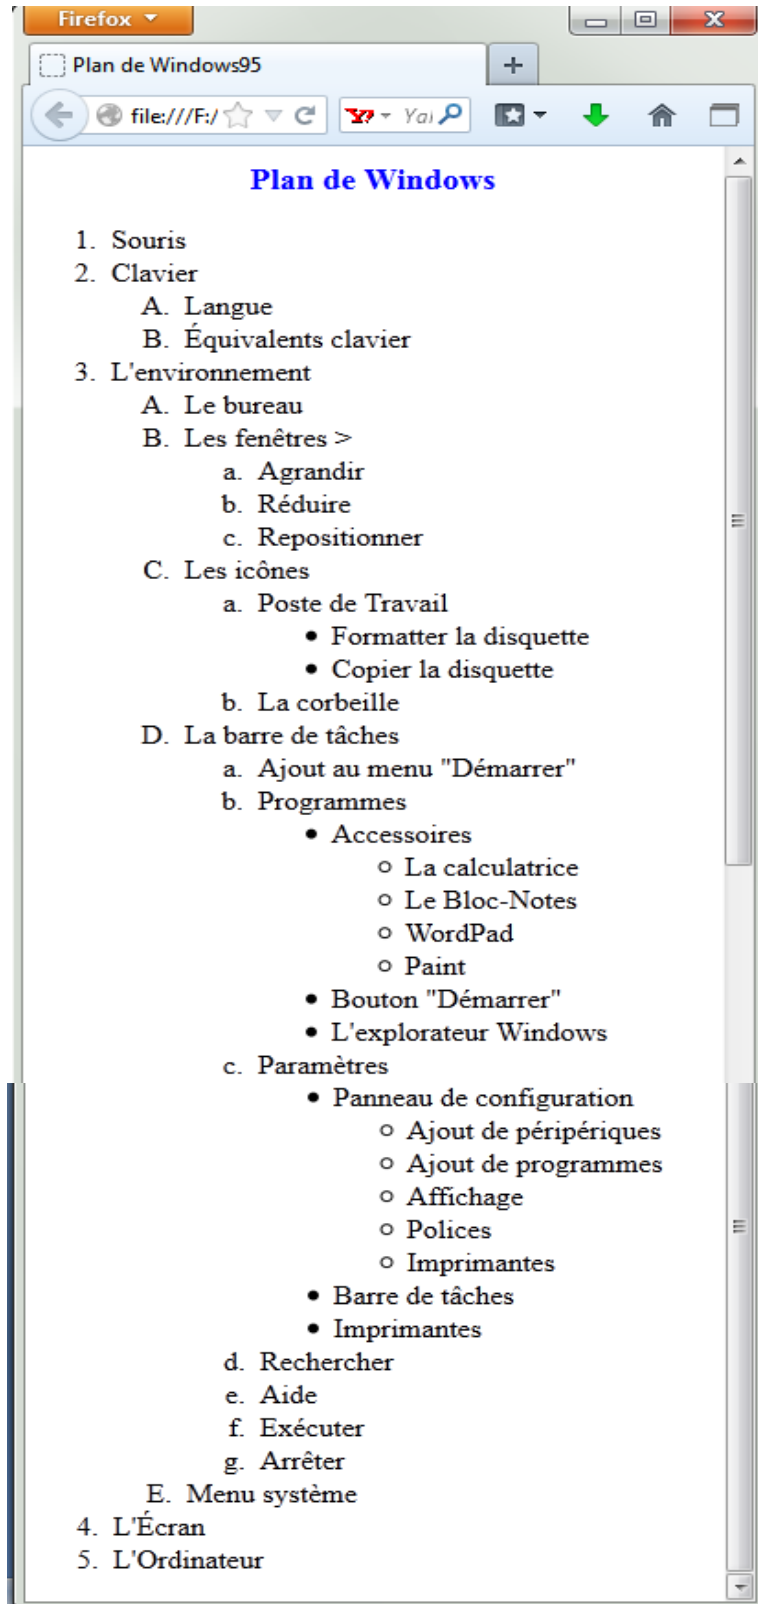 Firefox
Plan de Windows95
file:///F:/ Yal
Plan de Windows
1. Souris
2. Clavier
A. Langue
B. Équivalents clavier
3. L'environnement
A. Le bureau
B. Les fenêtres >
a. Agrandir
b. Réduire
c. Repositionner
C. Les icônes
a. Poste de Travail
• Formatter la disquette
• Copier la disquette
b. La corbeille
D. La barre de tâches
a. Ajout au menu "Démarrer"
b. Programmes
• Accessoires
○ La calculatrice
○ Le Bloc-Notes
○ WordPad
○ Paint
• Bouton "Démarrer"
• L'explorateur Windows
c. Paramètres
• Panneau de configuration
○ Ajout de péripériques
○ Ajout de programmes
○ Affichage
○ Polices
○ Imprimantes
• Barre de tâches
• Imprimantes
d. Rechercher
e. Aide
f. Exécuter
g. Arrêter
E. Menu système
4. L'Écran
5. L'Ordinateur